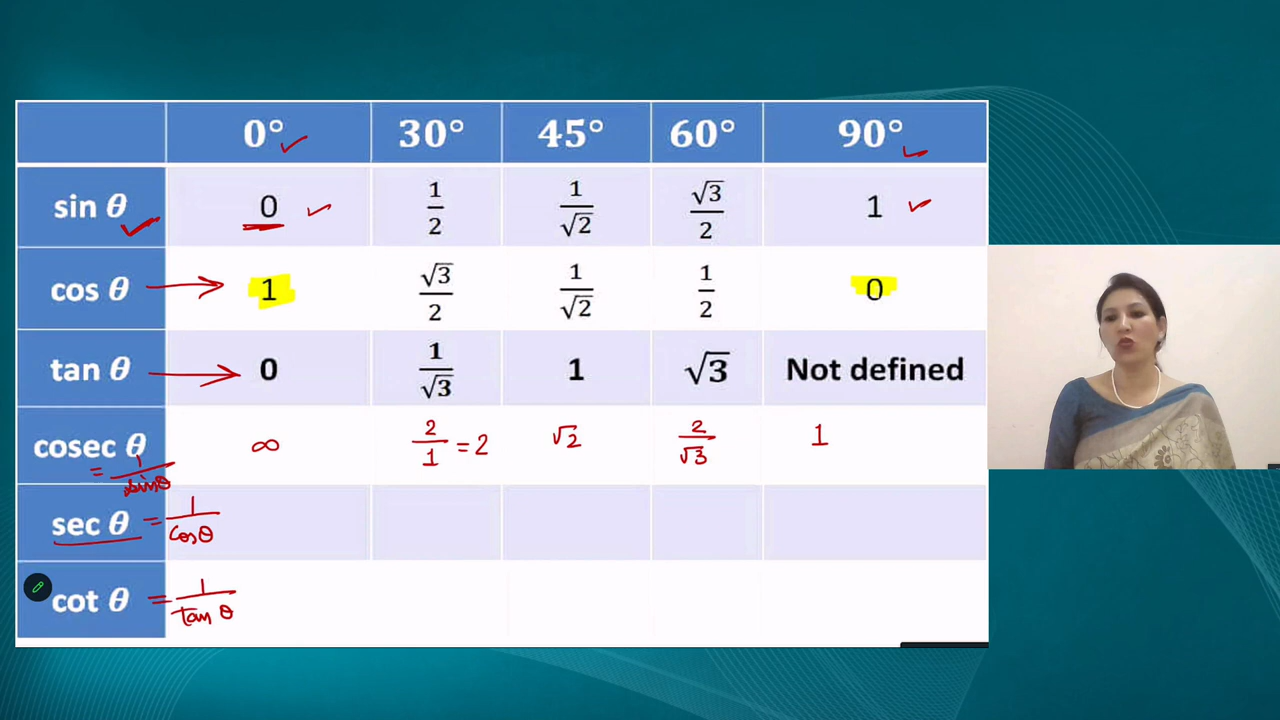 0° 30° 45° 60° 90°
sin θ 0 1/2 1/√2 √3/2 1
cos θ 1 √3/2 1/√2 1/2 0
tan θ 0 1/√3 1 √3 Not defined
cosec θ = 1/sinθ ∞ 2/1 = 2 √2 2/√3 1
sec θ = 1/cosθ
cot θ = 1/tan θ